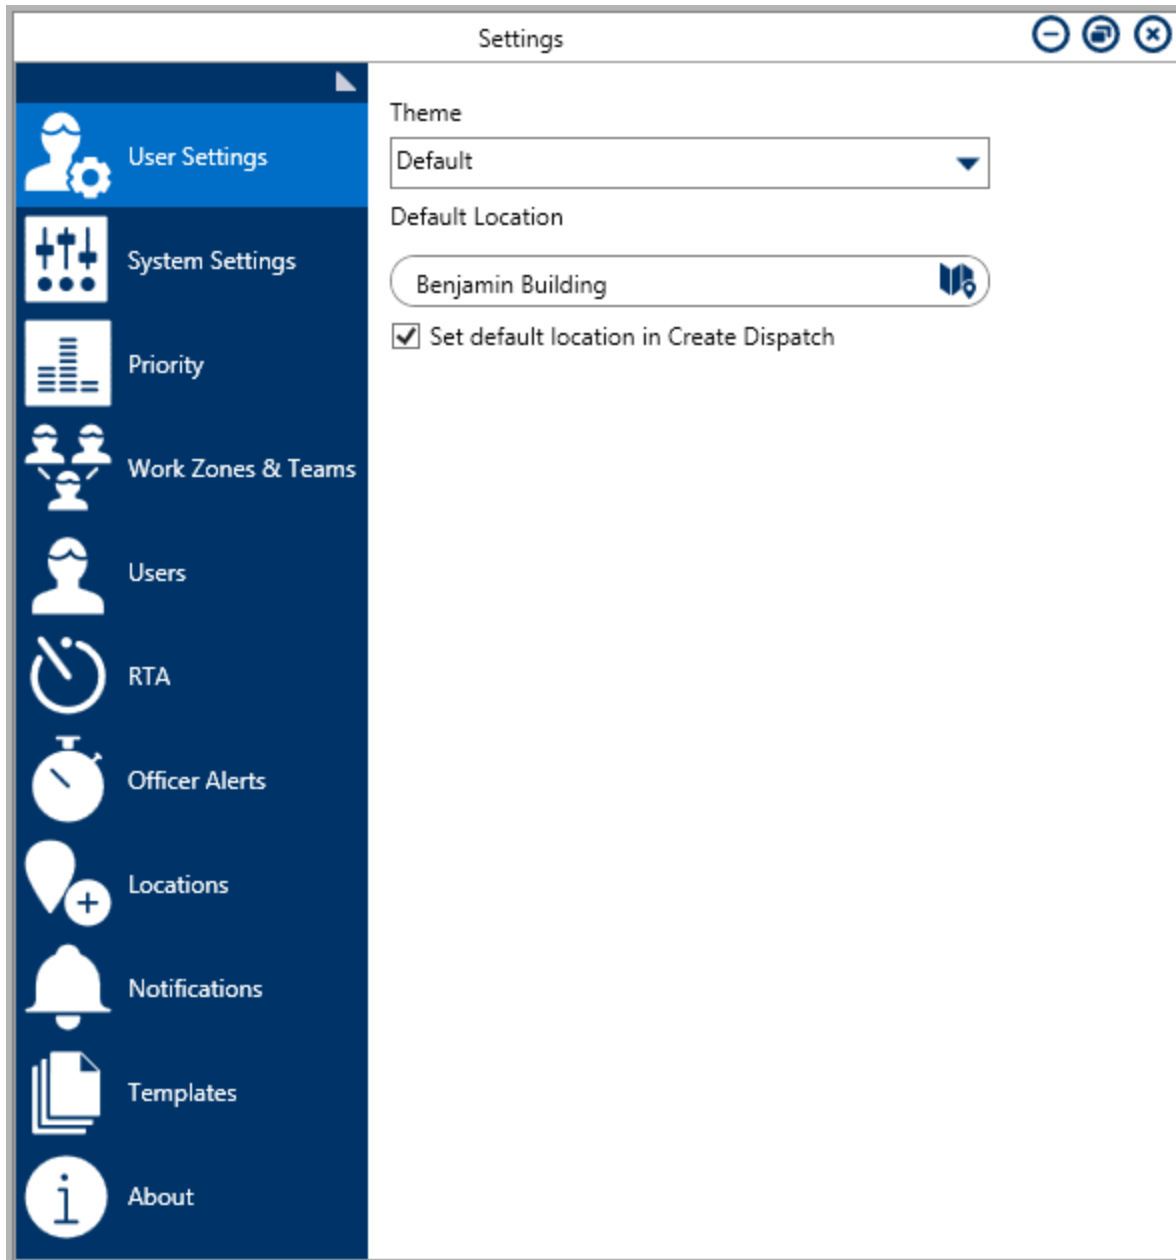 Settings
User Settings
System Settings
Priority
Work Zones & Teams
Users
RTA
Officer Alerts
Locations
Notifications
Templates
About
Theme
Default
Default Location
Benjamin Building
Set default location in Create Dispatch